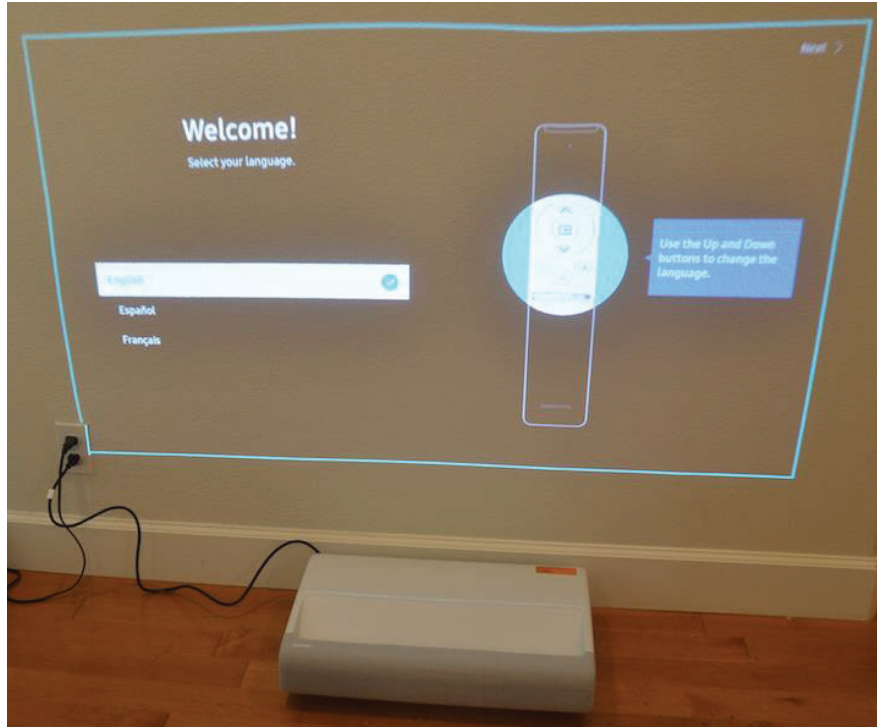 Next >
Welcome!
Select your language.
English
Español
Français
Use the Up and Down
buttons to change the
language.